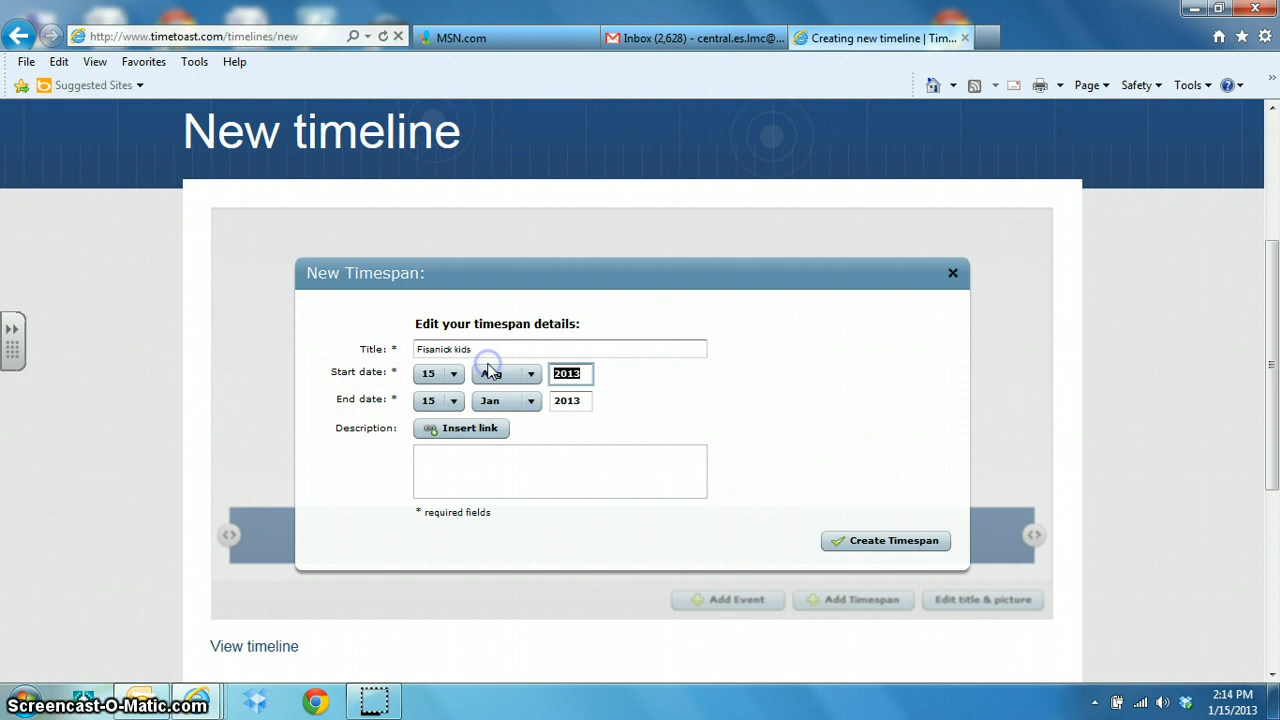 http://www.timetoast.com/timelines/new
MSN.com
Inbox (2,628) - central.es.lmc@...
Creating new timeline | Tim...
File Edit View Favorites Tools Help
Suggested Sites
Page Safety Tools
New timeline
New Timespan:
Edit your timespan details:
Title: * Fisanick kids
Start date: * 15 Aug 2013
End date: * 15 Jan 2013
Description: Insert link
* required fields
Create Timespan
Add Event Add Timespan Edit title & picture
View timeline
Screencast-O-Matic.com
2:14 PM
1/15/2013